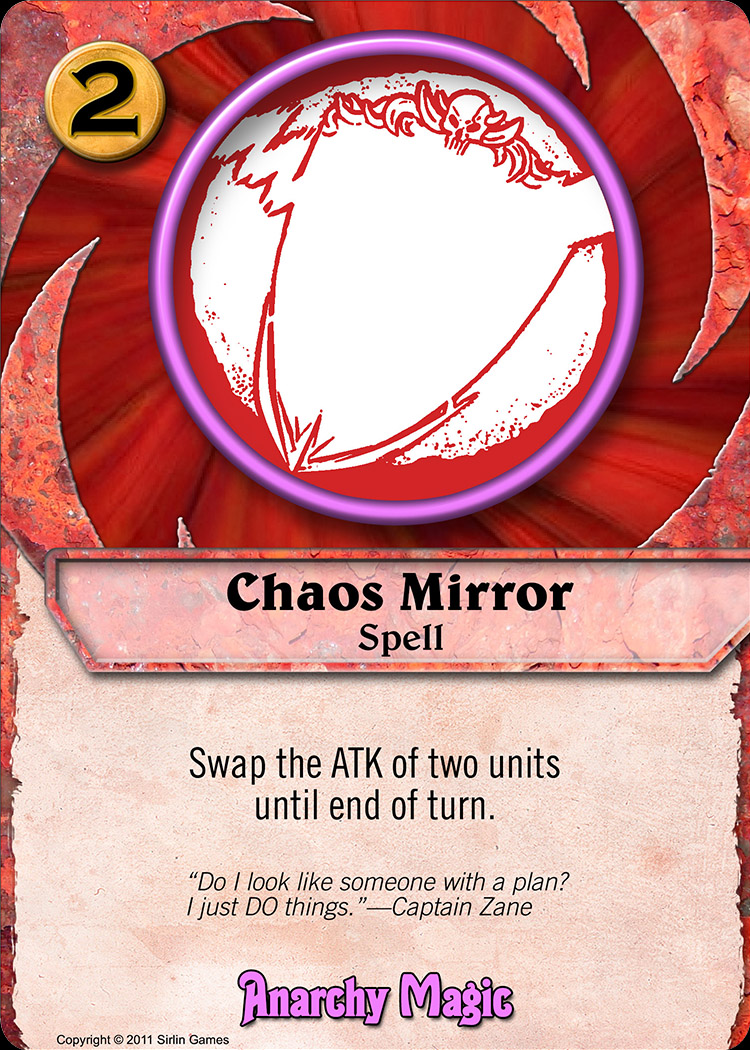 2
Chaos Mirror
Spell
Swap the ATK of two units
until end of turn.
“Do I look like someone with a plan?
I just DO things.”—Captain Zane
Anarchy Magic
Copyright © 2011 Sirlin Games